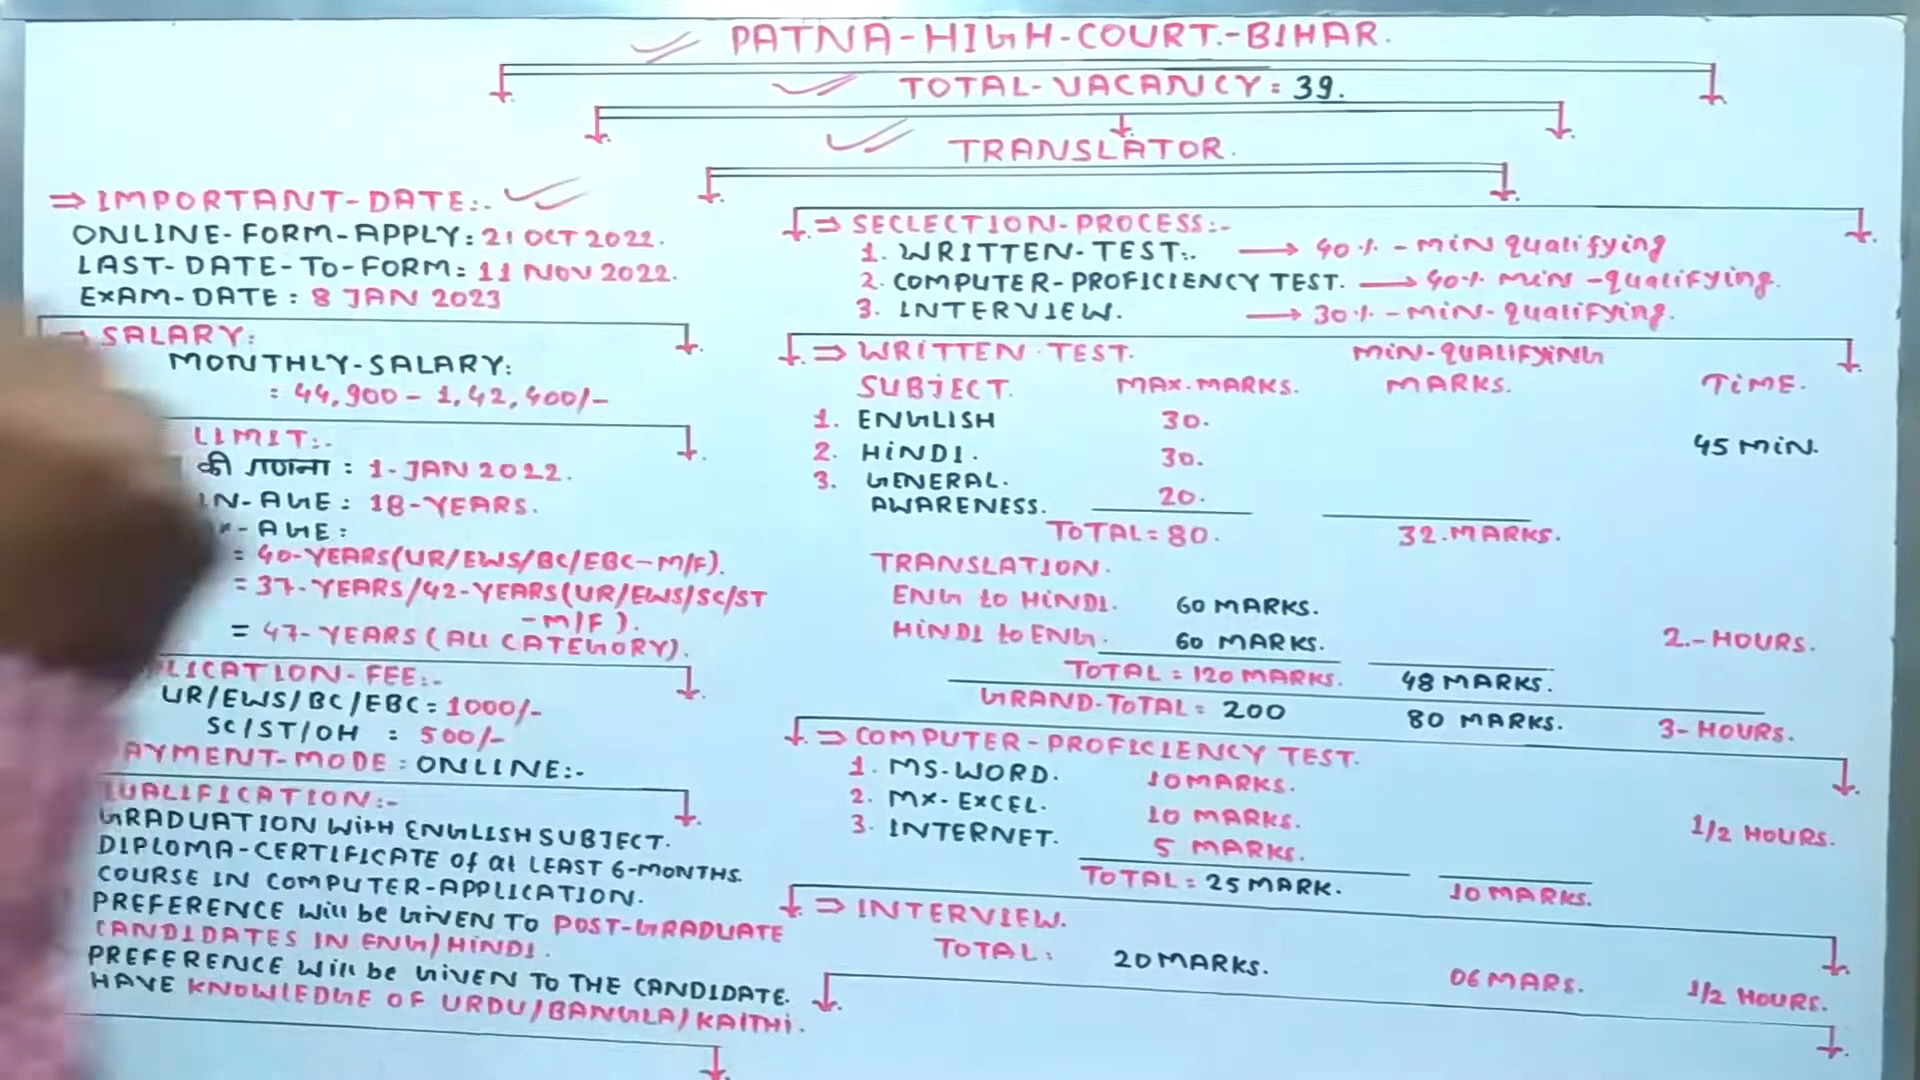 PATNA-HIGH-COURT.-BIHAR.
TOTAL-VACANCY = 39.
TRANSLATOR.
⇒ IMPORTANT-DATE:-
ONLINE-FORM-APPLY: 21 OCT 2022.
LAST-DATE-TO-FORM = 11 NOV 2022.
EXAM-DATE : 8 JAN 2023
→ SALARY:
MONTHLY-SALARY:
= 44,900 - 1,42,400/-
LIMIT:-
की गणना : 1-JAN 2022.
IN-AGE : 18-YEARS.
-AGE :
= 40-YEARS(UR/EWS/BC/EBC-M/F).
= 37-YEARS/42-YEARS(UR/EWS/SC/ST
-M/F).
= 47-YEARS (ALL CATEGORY).
LICATION-FEE:-
UR/EWS/BC/EBC = 1000/-
SC/ST/OH : 500/-
AYMENT-MODE : ONLINE:-
UALIFICATION:-
GRADUATION WITH ENGLISH SUBJECT.
DIPLOMA-CERTIFICATE of at LEAST 6-MONTHS.
COURSE IN COMPUTER-APPLICATION.
PREFERENCE Will be GIVEN TO POST-GRADUATE
CANDIDATES IN ENG/HINDI.
PREFERENCE Will be GIVEN TO THE CANDIDATE.
HAVE KNOWLEDGE OF URDU/BANGLA/KAITHI.
⇒ SECLECTION-PROCESS:-
1. WRITTEN-TEST:. → 40% - MIN qualifying
2. COMPUTER-PROFICIENCY TEST. → 40% MIN - qualifying.
3. INTERVIEW. → 30% - MIN- qualifying.
⇒ WRITTEN TEST. MIN-QUALIFYING
SUBJECT. MAX.MARKS. MARKS. TIME.
1. ENGLISH 30.
45 MIN.
2. HINDI. 30.
3. GENERAL.
AWARENESS. 20.
TOTAL = 80. 32.MARKS.
TRANSLATION.
ENG to HINDI. 60 MARKS.
HINDI to ENG. 60 MARKS. 2.-HOURS.
TOTAL = 120 MARKS. 48 MARKS.
GRAND-TOTAL = 200 80 MARKS. 3-HOURS.
⇒ COMPUTER-PROFICIENCY TEST.
1. MS-WORD. 10 MARKS.
2. MX-EXCEL. 10 MARKS. 1/2 HOURS.
3. INTERNET. 5 MARKS.
TOTAL = 25 MARK. 10 MARKS.
⇒ INTERVIEW.
TOTAL: 20 MARKS. 06 MARS. 1/2 HOURS.